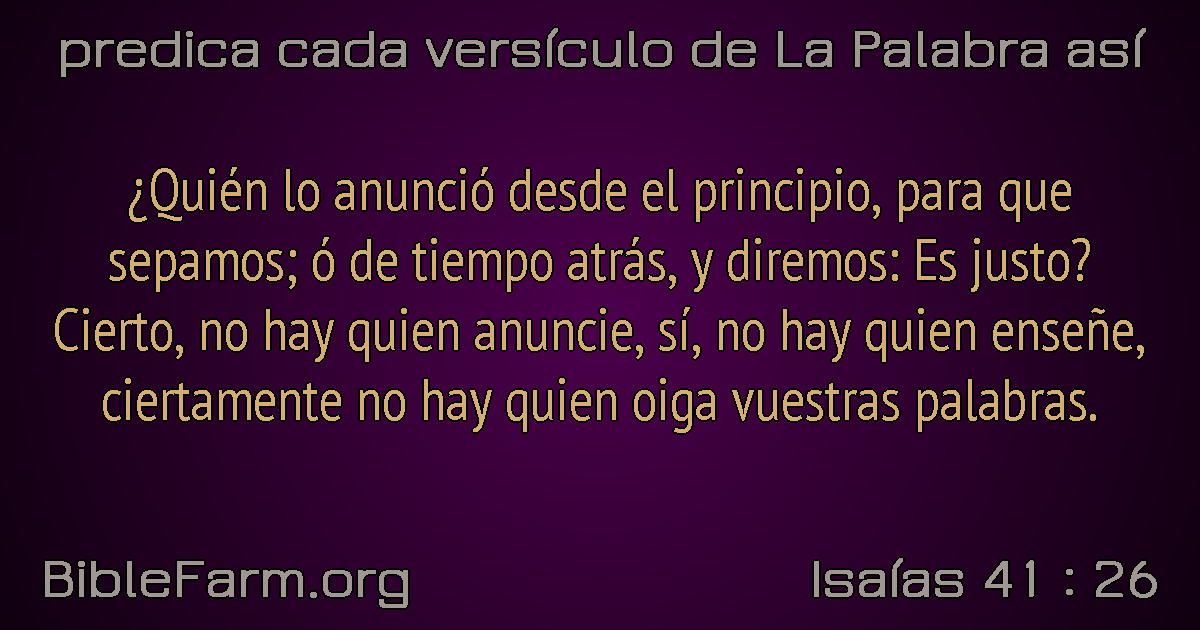 predica cada versículo de La Palabra así
¿Quién lo anunció desde el principio, para que
sepamos; ó de tiempo atrás, y diremos: Es justo?
Cierto, no hay quien anuncie, sí, no hay quien enseñe,
ciertamente no hay quien oiga vuestras palabras.
BibleFarm.org
Isaías 41 : 26